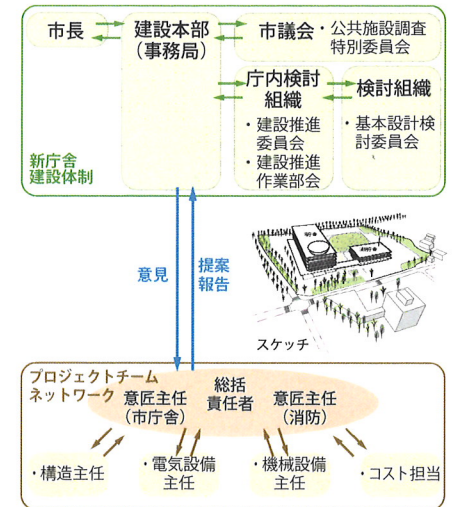 市長
建設本部
(事務局)
市議会・公共施設調査
特別委員会
庁内検討
組織
・建設推進
委員会
・建設推進
作業部会
検討組織
・基本設計検
討委員会
新庁舎
建設体制
意見
提案
報告
スケッチ
プロジェクトチーム
ネットワーク
総括
責任者
意匠主任
(市庁舎)
意匠主任
(消防)
・構造主任
・電気設備
主任
・機械設備
主任
・コスト担当